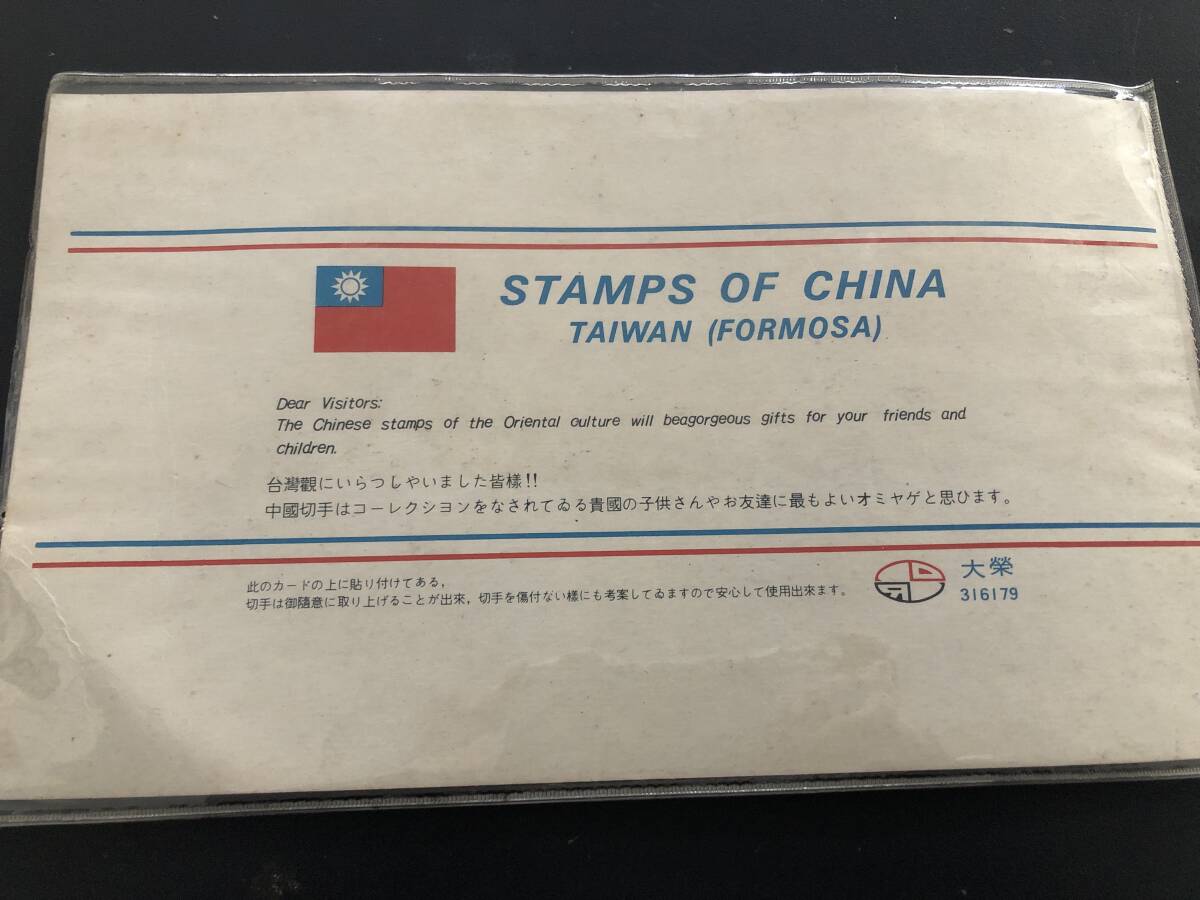 STAMPS OF CHINA
TAIWAN (FORMOSA)
Dear Visitors:
The Chinese stamps of the Oriental culture will beagorgeous gifts for your friends and
children.
台灣觀にいらつしやいました皆樣!!
中國切手はコーレクシヨンをなされてゐる貴國の子供さんやお友達に最もよいオミヤゲと思ひます。
此のカードの上に貼り付けてある,
切手は御隨意に取り上げることが出來,切手を傷付ない樣にも考案してゐますので安心して使用出來ます。
大榮
316179